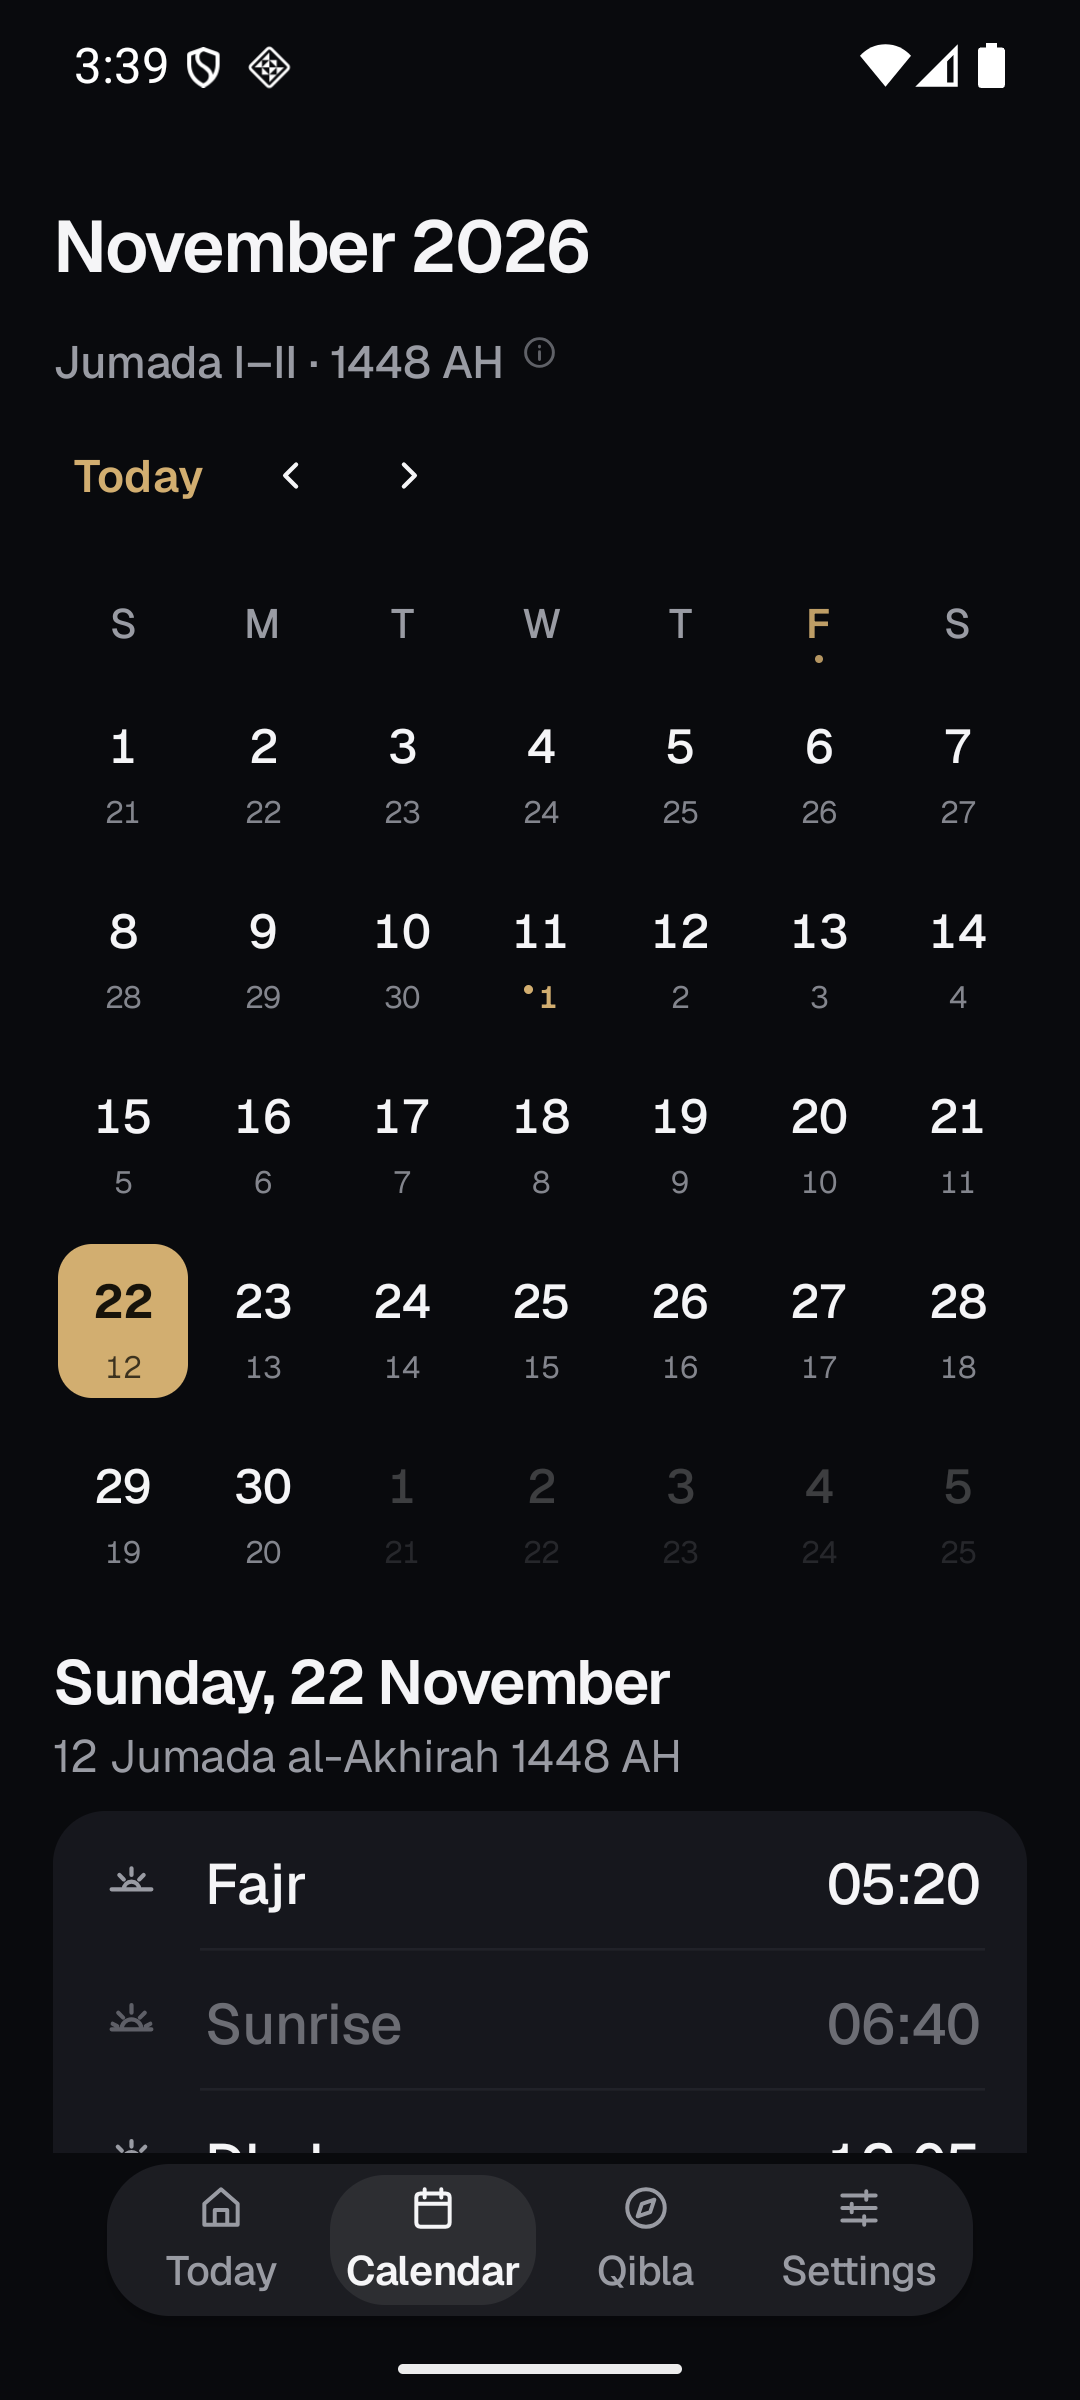 3:39
November 2026
Jumada I–II · 1448 AH
Today
S M T W T F S
1 2 3 4 5 6 7
21 22 23 24 25 26 27
8 9 10 11 12 13 14
28 29 30 1 2 3 4
15 16 17 18 19 20 21
5 6 7 8 9 10 11
22 23 24 25 26 27 28
12 13 14 15 16 17 18
29 30 1 2 3 4 5
19 20 21 22 23 24 25
Sunday, 22 November
12 Jumada al-Akhirah 1448 AH
Fajr 05:20
Sunrise 06:40
Today Calendar Qibla Settings